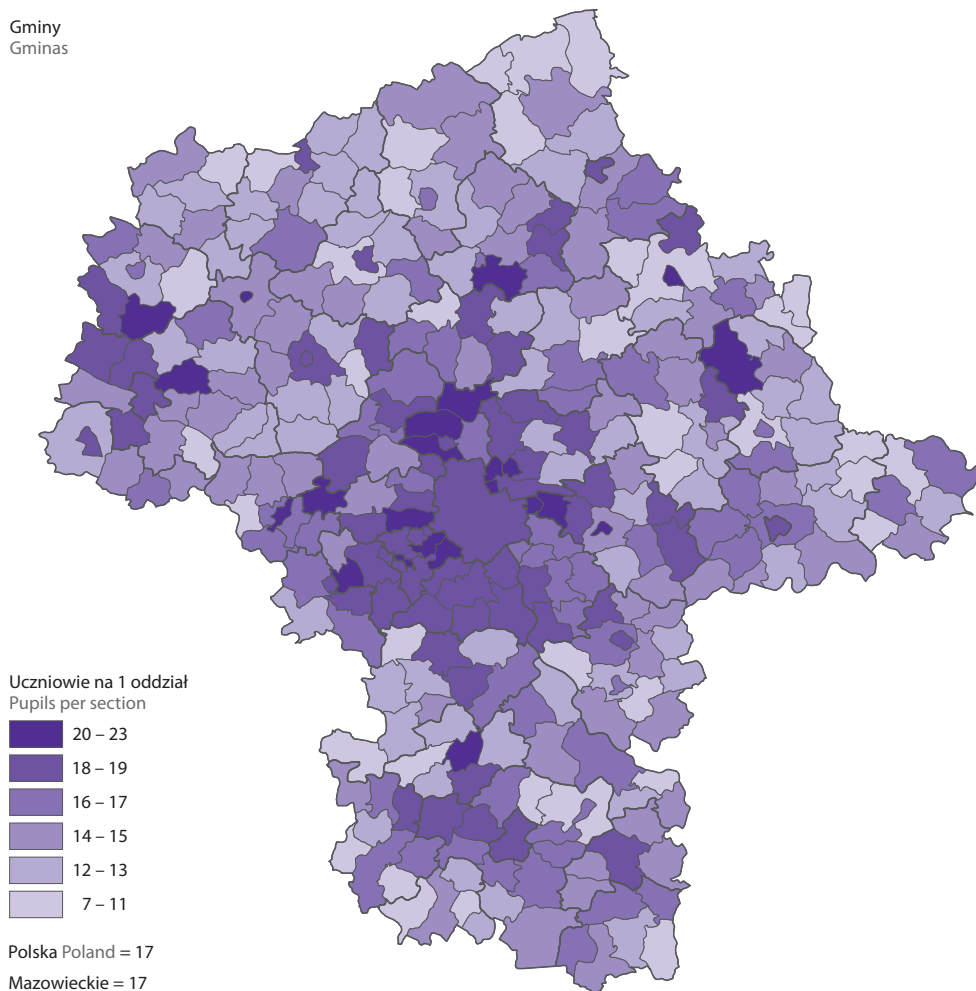 Gminy
Gminas
Uczniowie na 1 oddział
Pupils per section
20 – 23
18 – 19
16 – 17
14 – 15
12 – 13
7 – 11
Polska Poland = 17
Mazowieckie = 17